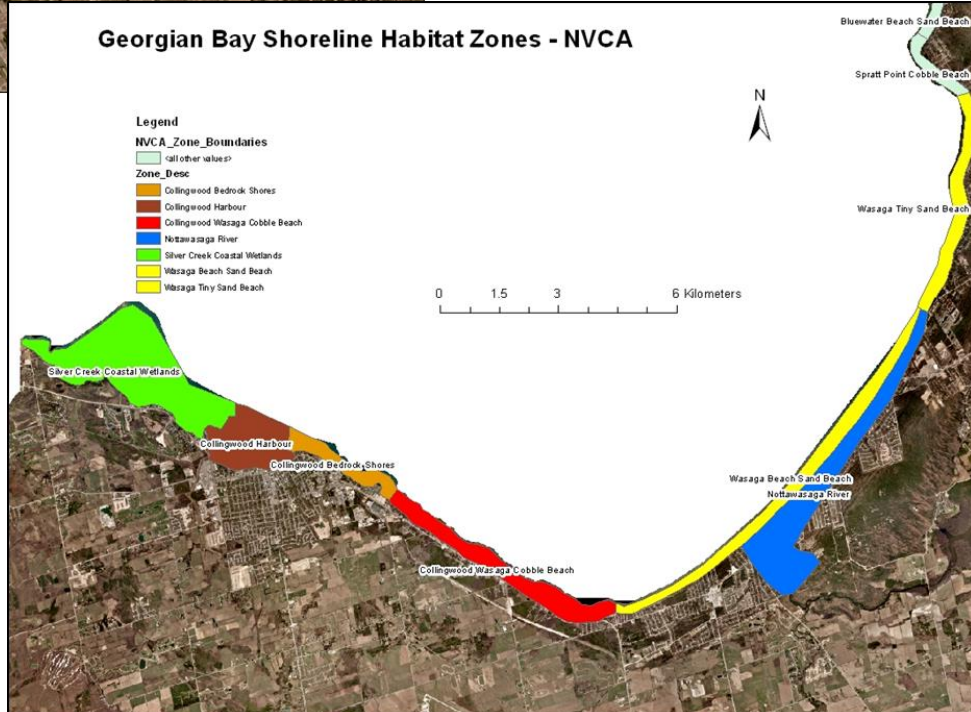 Georgian Bay Shoreline Habitat Zones - NVCA
Bluewater Beach Sand Beach
Spratt Point Cobble Beach
N
Legend
NVCA_Zone_Boundaries
<all other values>
Zone_Desc
Collingwood Bedrock Shores
Collingwood Harbour
Collingwood Wasaga Cobble Beach
Nottawasaga River
Silver Creek Coastal Wetlands
Wasaga Beach Sand Beach
Wasaga Tiny Sand Beach
Wasaga Tiny Sand Beach
0 1.5 3 6 Kilometers
Silver Creek Coastal Wetlands
Collingwood Harbour
Collingwood Bedrock Shores
Wasaga Beach Sand Beach
Nottawasaga River
Collingwood Wasaga Cobble Beach